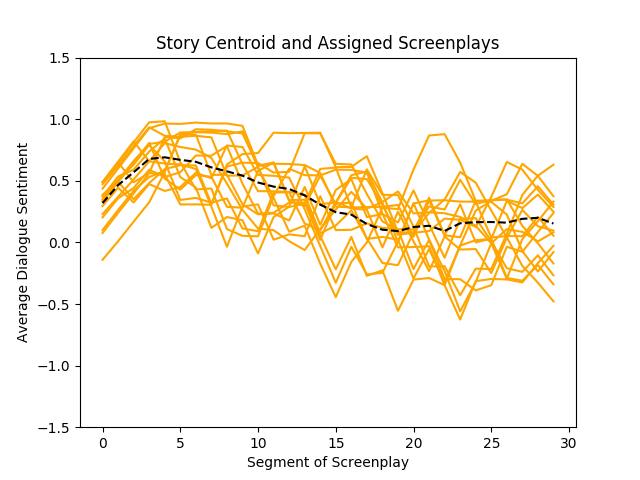 Story Centroid and Assigned Screenplays
1.5
1.0
0.5
0.0
−0.5
−1.0
−1.5
Average Dialogue Sentiment
0 5 10 15 20 25 30
Segment of Screenplay